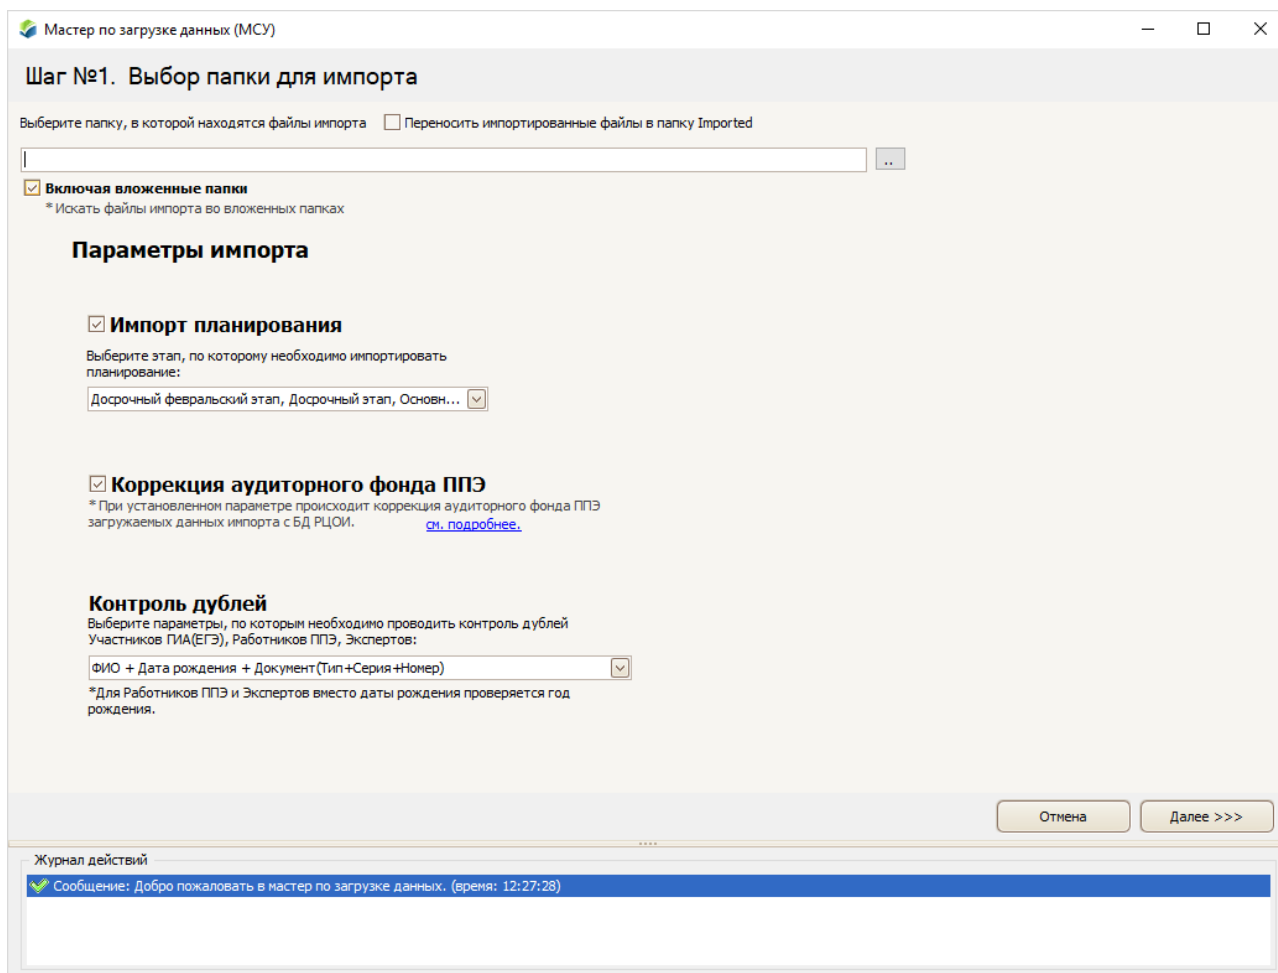 Мастер по загрузке данных (МСУ)
Шаг №1. Выбор папки для импорта
Выберите папку, в которой находятся файлы импорта Переносить импортированные файлы в папку Imported
..
Включая вложенные папки
* Искать файлы импорта во вложенных папках
Параметры импорта
Импорт планирования
Выберите этап, по которому необходимо импортировать
планирование:
Досрочный февральский этап, Досрочный этап, Основн...
Коррекция аудиторного фонда ППЭ
* При установленном параметре происходит коррекция аудиторного фонда ППЭ
загружаемых данных импорта с БД РЦОИ. см. подробнее.
Контроль дублей
Выберите параметры, по которым необходимо проводить контроль дублей
Участников ГИА(ЕГЭ), Работников ППЭ, Экспертов:
ФИО + Дата рождения + Документ(Тип+Серия+Номер)
*Для Работников ППЭ и Экспертов вместо даты рождения проверяется год
рождения.
Отмена Далее >>>
Журнал действий
Сообщение: Добро пожаловать в мастер по загрузке данных. (время: 12:27:28)